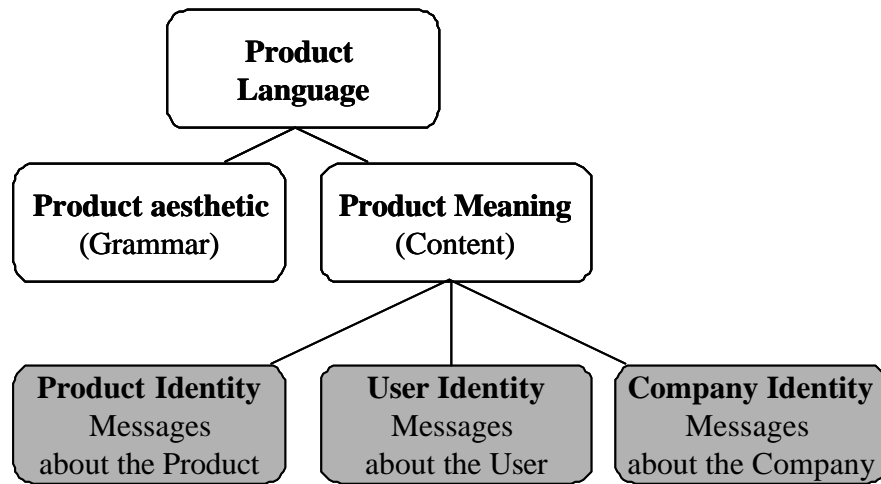 Product
Language
Product aesthetic
(Grammar)
Product Meaning
(Content)
Product Identity
Messages
about the Product
User Identity
Messages
about the User
Company Identity
Messages
about the Company